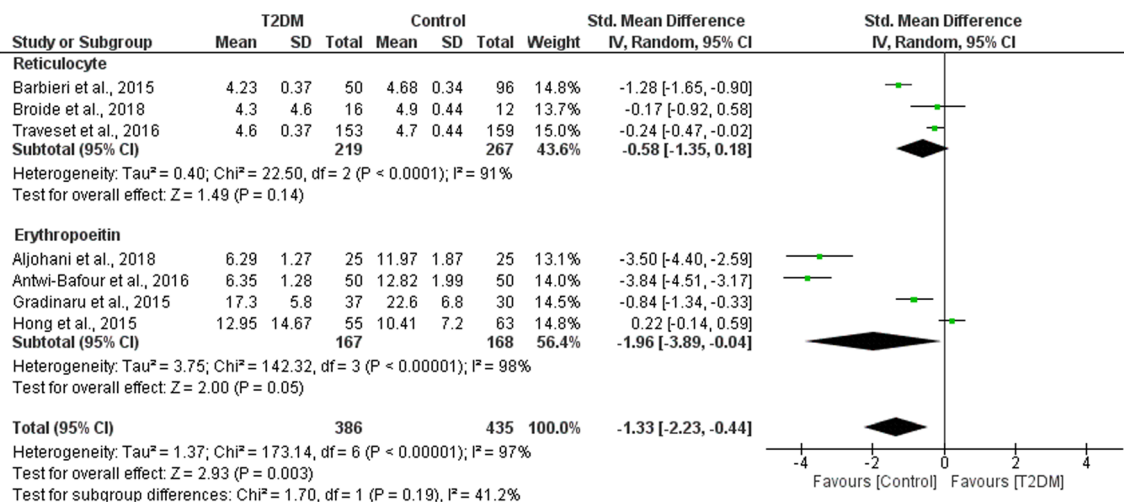 T2DM Control Std. Mean Difference Std. Mean Difference
Study or Subgroup Mean SD Total Mean SD Total Weight IV, Random, 95% CI IV, Random, 95% CI
Reticulocyte
Barbieri et al., 2015 4.23 0.37 50 4.68 0.34 96 14.8% -1.28 [-1.65, -0.90]
Broide et al., 2018 4.3 4.6 16 4.9 0.44 12 13.7% -0.17 [-0.92, 0.58]
Traveset et al., 2016 4.6 0.37 153 4.7 0.44 159 15.0% -0.24 [-0.47, -0.02]
Subtotal (95% CI) 219 267 43.6% -0.58 [-1.35, 0.18]
Heterogeneity: Tau² = 0.40; Chi² = 22.50, df = 2 (P < 0.0001); I² = 91%
Test for overall effect: Z = 1.49 (P = 0.14)
Erythropoeitin
Aljohani et al., 2018 6.29 1.27 25 11.97 1.87 25 13.1% -3.50 [-4.40, -2.59]
Antwi-Bafour et al., 2016 6.35 1.28 50 12.82 1.99 50 14.0% -3.84 [-4.51, -3.17]
Gradinaru et al., 2015 17.3 5.8 37 22.6 6.8 30 14.5% -0.84 [-1.34, -0.33]
Hong et al., 2015 12.95 14.67 55 10.41 7.2 63 14.8% 0.22 [-0.14, 0.59]
Subtotal (95% CI) 167 168 56.4% -1.96 [-3.89, -0.04]
Heterogeneity: Tau² = 3.75; Chi² = 142.32, df = 3 (P < 0.00001); I² = 98%
Test for overall effect: Z = 2.00 (P = 0.05)
Total (95% CI) 386 435 100.0% -1.33 [-2.23, -0.44]
Heterogeneity: Tau² = 1.37; Chi² = 173.14, df = 6 (P < 0.00001); I² = 97%
Test for overall effect: Z = 2.93 (P = 0.003)
Test for subgroup differences: Chi² = 1.70, df = 1 (P = 0.19), I² = 41.2%
-4 -2 0 2 4
Favours [Control] Favours [T2DM]